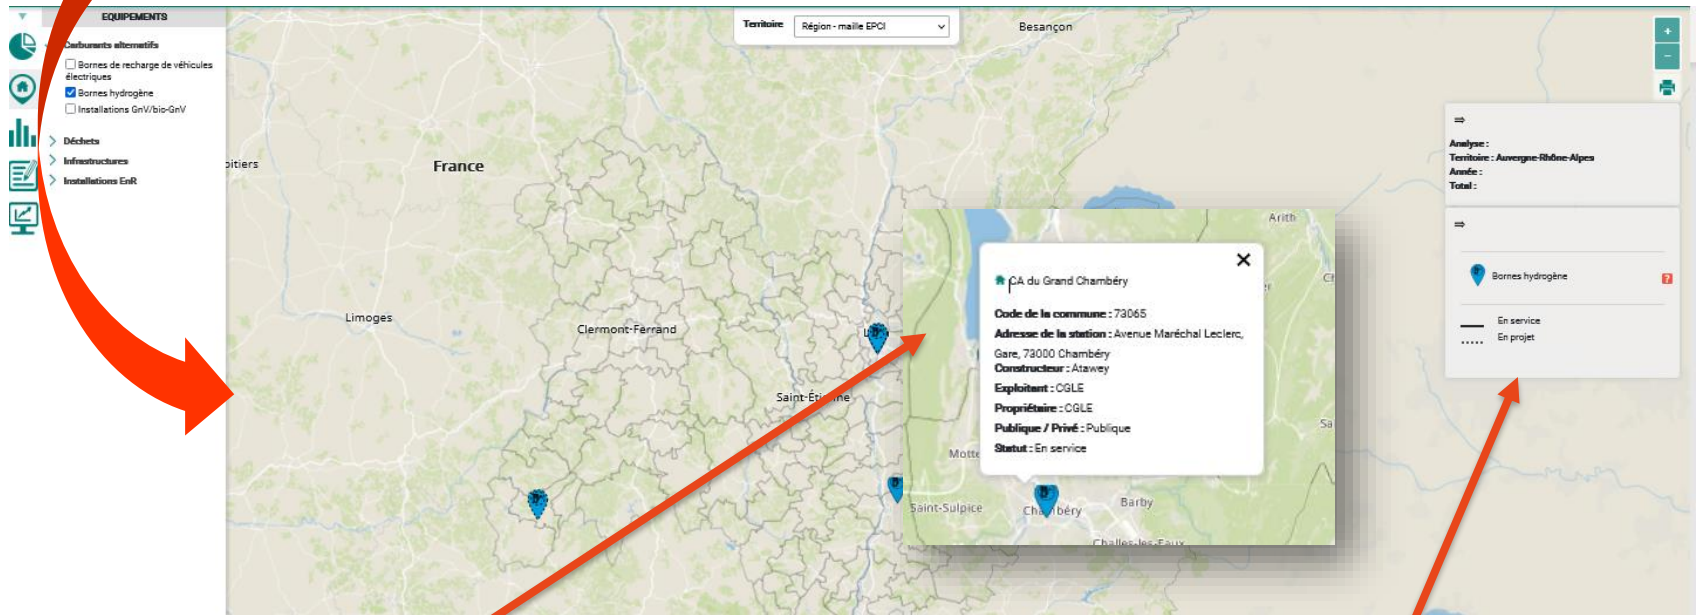 EQUIPEMENTS
Carburants alternatifs
Bornes de recharge de véhicules
électriques
Bornes hydrogène
Installations GnV/bio-GnV
Déchets
Infrastructures
Installations EnR
Territoire
Région - maille EPCI
Besançon
+
−
France
Limoges
Clermont-Ferrand
Analyse :
Territoire : Auvergne-Rhône-Alpes
Année :
Total :
Bornes hydrogène
?
En service
En projet
Arith
CA du Grand Chambéry
Code de la commune : 73065
Adresse de la station : Avenue Maréchal Leclerc,
Gare, 73000 Chambéry
Constructeur : Atawey
Exploitant : CGLE
Propriétaire : CGLE
Publique / Privé : Publique
Statut : En service
Saint-Sulpice
Barby
Challes-les-Eaux